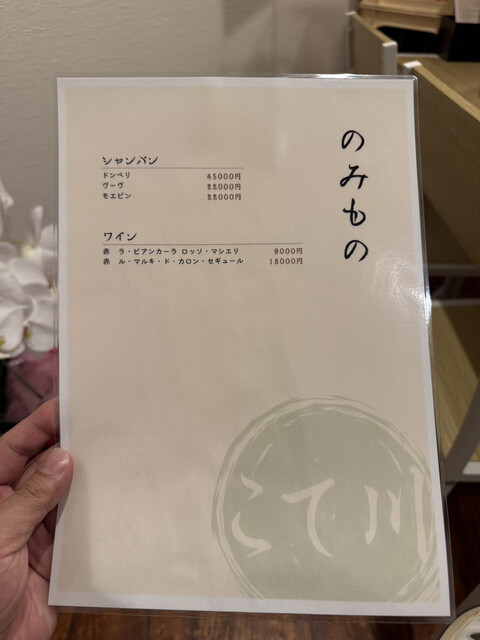 のみもの
シャンパン
ドンペリ 45000円
ヴーヴ 22000円
モエピン 22000円
ワイン
赤 ラ・ビアンカーラ ロッソ・マシエリ 9000円
赤 ル・マルキ・ド・カロン・セギュール 18000円
こて川